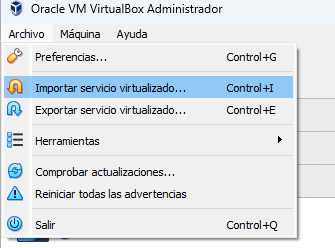 Oracle VM VirtualBox Administrador
Archivo Máquina Ayuda
Preferencias... Control+G
Importar servicio virtualizado... Control+I
Exportar servicio virtualizado... Control+E
Herramientas
Comprobar actualizaciones...
Reiniciar todas las advertencias
Salir Control+Q